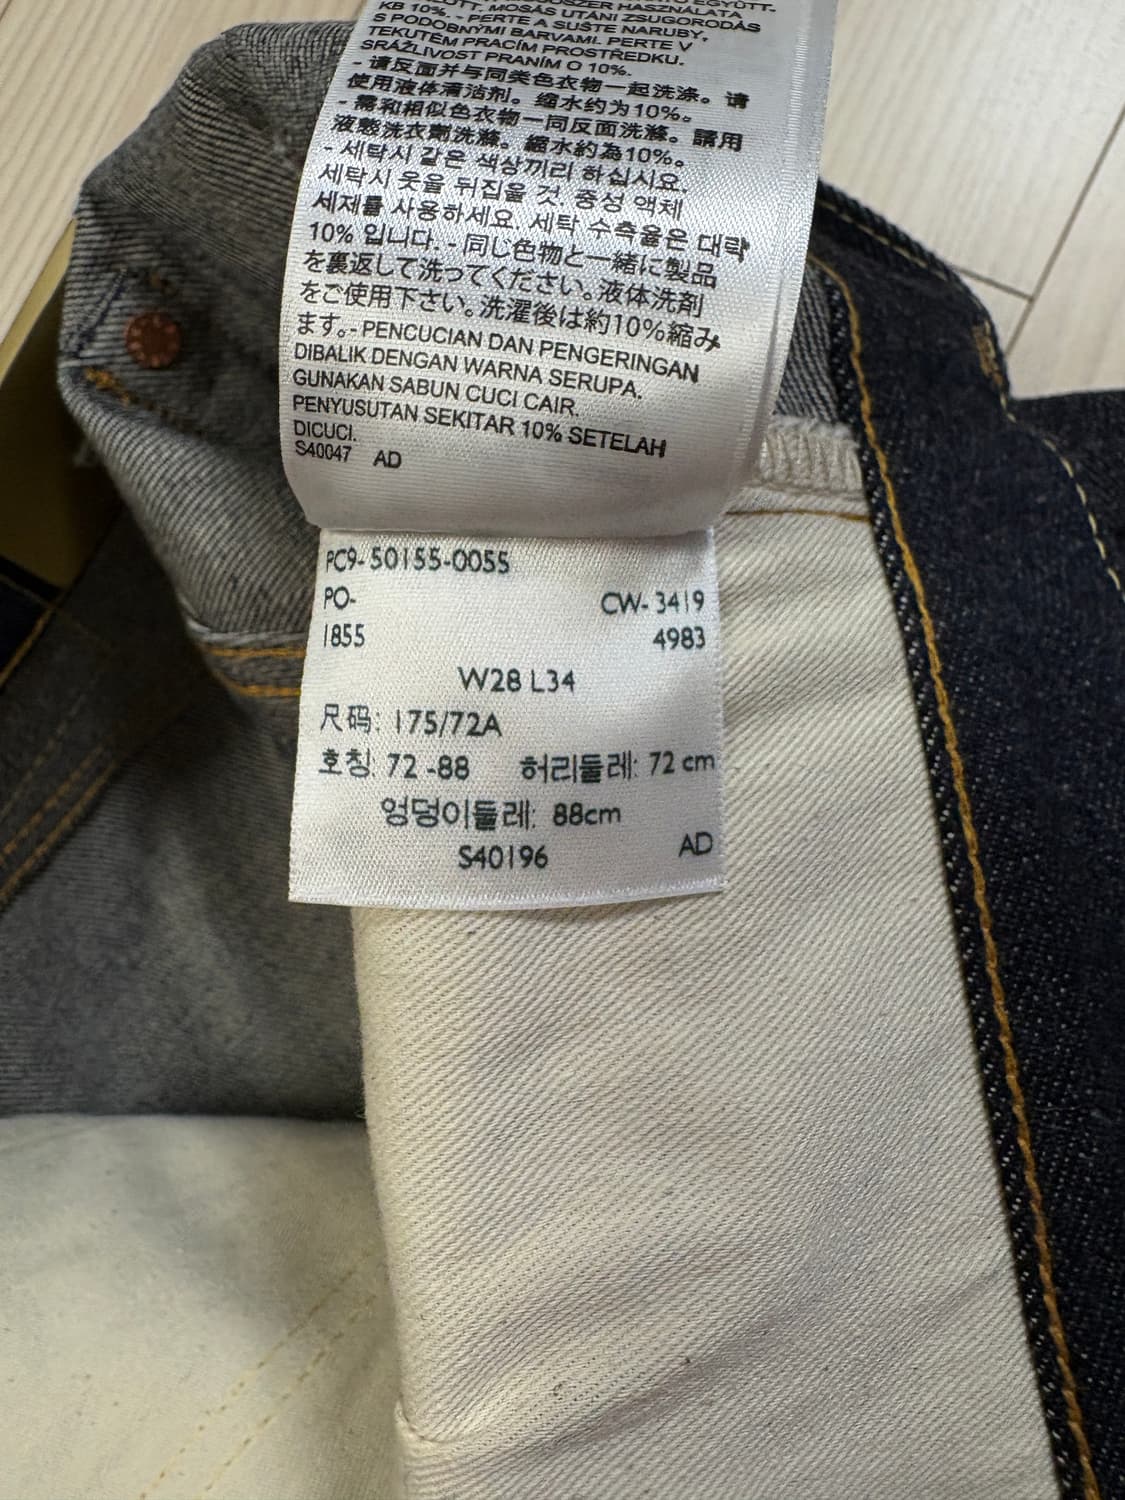 KB 10%. - PERTE A SUŠTE NARUBY,
S PODOBNÝMI BARVAMI. PERTE V
TEKUTÉM PRACÍM PROSTŘEDKU.
SRÁŽLIVOST PRANÍM O 10%.
- 请反面并与同类色衣物一起洗涤。请
使用液体清洁剂。缩水约为10%。
- 需和相似色衣物一同反面洗滌。請用
液態洗衣劑洗滌。縮水約為10%。
- 세탁시 같은 색상끼리 하십시요.
세탁시 옷을 뒤집을 것. 중성 액체
세제를 사용하세요. 세탁 수축율은 대략
10% 입니다. - 同じ色物と一緒に製品
を裏返して洗ってください。液体洗剤
をご使用下さい。洗濯後は約10%縮み
ます。- PENCUCIAN DAN PENGERINGAN
DIBALIK DENGAN WARNA SERUPA.
GUNAKAN SABUN CUCI CAIR.
PENYUSUTAN SEKITAR 10% SETELAH
DICUCI.
S40047 AD
PC9-50155-0055
PO- CW- 3419
1855 4983
W28 L34
尺码: 175/72A
호칭: 72 -88 허리들레: 72 cm
엉덩이들레: 88cm
S40196 AD